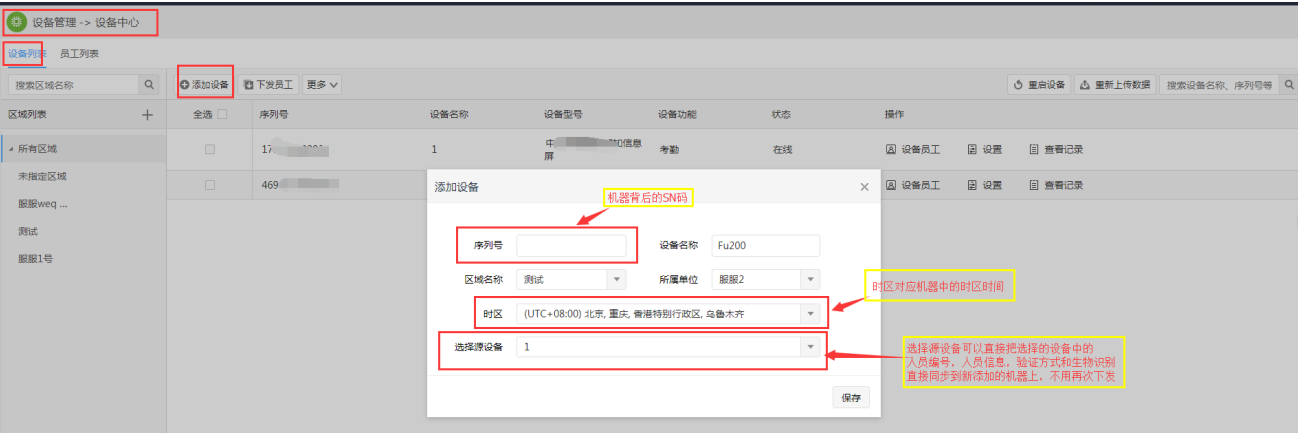 设备管理 -> 设备中心
设备列表 员工列表
搜索区域名称 添加设备 下发员工 更多 重启设备 重新上传数据 搜索设备名称、序列号等
区域列表 全选 序列号 设备名称 设备型号 设备功能 状态 操作
所有区域
未指定区域
服服weq ...
测试
服服1号
17 1 中 加信息
屏 考勤 在线 设备员工 设置 查看记录
469 设备员工 设置 查看记录
添加设备
机器背后的SN码
序列号 设备名称 Fu200
区域名称 测试 所属单位 服服2
时区对应机器中的时区时间
时区 (UTC+08:00) 北京, 重庆, 香港特别行政区, 乌鲁木齐
选择源设备 1
选择源设备可以直接把选择的设备中的
人员编号，人员信息，验证方式和生物识别
直接同步到新添加的机器上，不用再次下发
保存